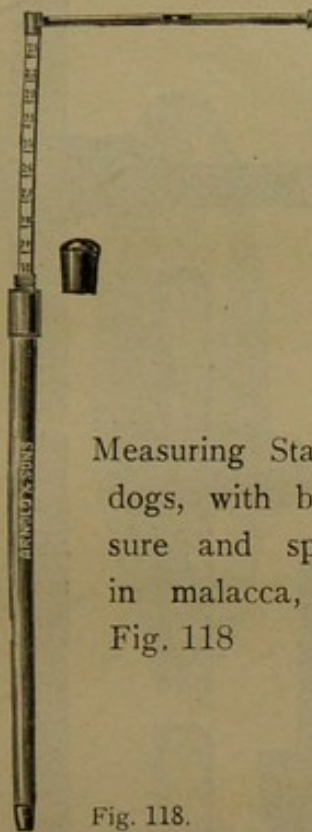 ARNOLD & SONS
Measuring Sta
dogs, with b
sure and sp
in malacca,
Fig. 118
Fig. 118.